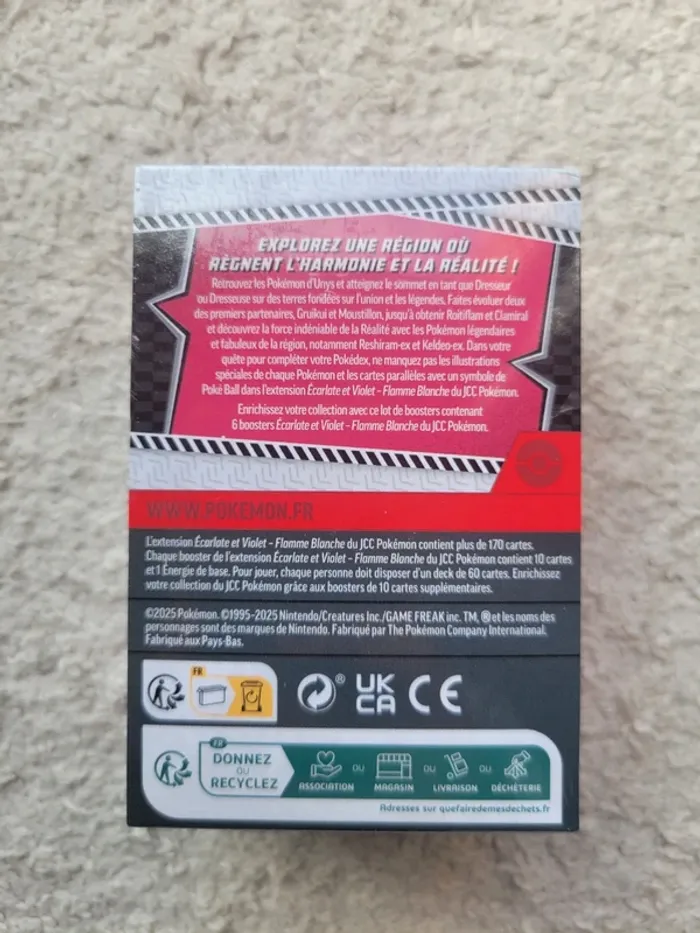 EXPLOREZ UNE RÉGION OÙ
RÈGNENT L'HARMONIE ET LA RÉALITÉ !
Retrouvez les Pokémon d'Unys et atteignez le sommet en tant que Dresseur
ou Dresseuse sur des terres fondées sur l'union et les légendes. Faites évoluer deux
des premiers partenaires, Gruikui et Moustillon, jusqu'à obtenir Roitiflam et Clamiral
et découvrez la force indéniable de la Réalité avec les Pokémon légendaires
et fabuleux de la région, notamment Reshiram-ex et Keldeo-ex. Dans votre
quête pour compléter votre Pokédex, ne manquez pas les illustrations
spéciales de chaque Pokémon et les cartes parallèles avec un symbole de
Poké Ball dans l'extension Écarlate et Violet – Flamme Blanche du JCC Pokémon.
Enrichissez votre collection avec ce lot de boosters contenant
6 boosters Écarlate et Violet – Flamme Blanche du JCC Pokémon.
WWW.POKEMON.FR
L'extension Écarlate et Violet – Flamme Blanche du JCC Pokémon contient plus de 170 cartes.
Chaque booster de l'extension Écarlate et Violet – Flamme Blanche du JCC Pokémon contient 10 cartes
et 1 Énergie de base. Pour jouer, chaque personne doit disposer d'un deck de 60 cartes. Enrichissez
votre collection du JCC Pokémon grâce aux boosters de 10 cartes supplémentaires.
©2025 Pokémon. ©1995-2025 Nintendo/Creatures Inc./GAME FREAK inc. TM, ® et les noms des
personnages sont des marques de Nintendo. Fabriqué par The Pokémon Company International.
Fabriqué aux Pays-Bas.
FR
® UK CA CE
FR
DONNEZ
OU
RECYCLEZ
ASSOCIATION OU MAGASIN OU LIVRAISON OU DÉCHÈTERIE
Adresses sur quefairedemesdechets.fr